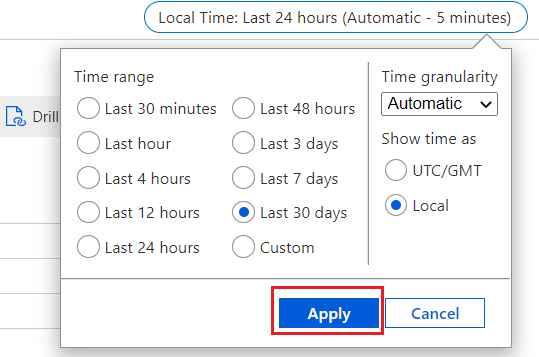 Local Time: Last 24 hours (Automatic - 5 minutes)
Drill
Time range
Last 30 minutes
Last hour
Last 4 hours
Last 12 hours
Last 24 hours
Last 48 hours
Last 3 days
Last 7 days
Last 30 days
Custom
Time granularity
Automatic
Show time as
UTC/GMT
Local
Apply
Cancel